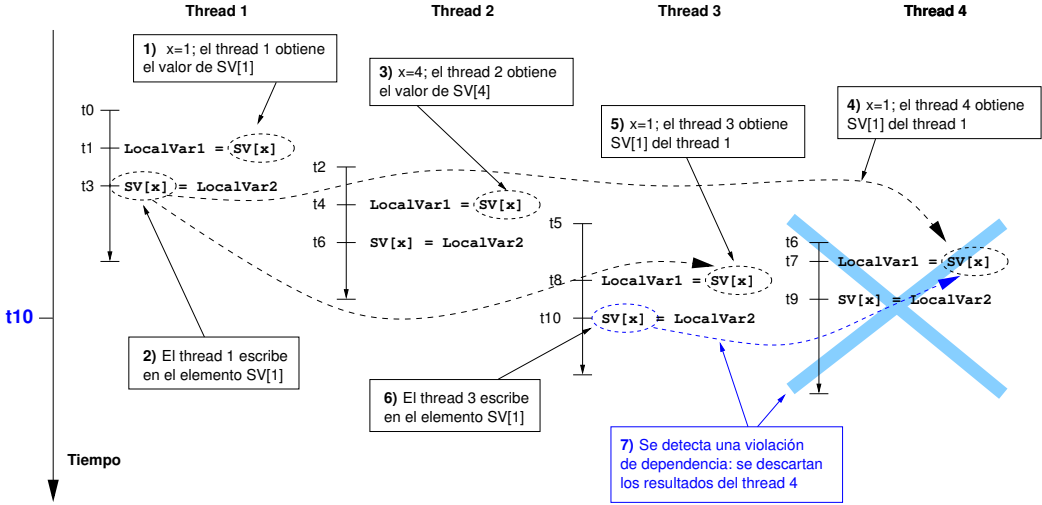 Thread 1
Thread 2
Thread 3
Thread 4
1) x=1; el thread 1 obtiene
el valor de SV[1]
3) x=4; el thread 2 obtiene
el valor de SV[4]
5) x=1; el thread 3 obtiene
SV[1] del thread 1
4) x=1; el thread 4 obtiene
SV[1] del thread 1
t0
t1
LocalVar1 = SV[x]
t3
SV[x] = LocalVar2
t2
t4
LocalVar1 = SV[x]
t6
SV[x] = LocalVar2
t5
t8
LocalVar1 = SV[x]
t10
SV[x] = LocalVar2
t6
t7
LocalVar1 = SV[x]
t9
SV[x] = LocalVar2
t10
2) El thread 1 escribe
en el elemento SV[1]
6) El thread 3 escribe
en el elemento SV[1]
7) Se detecta una violación
de dependencia: se descartan
los resultados del thread 4
Tiempo